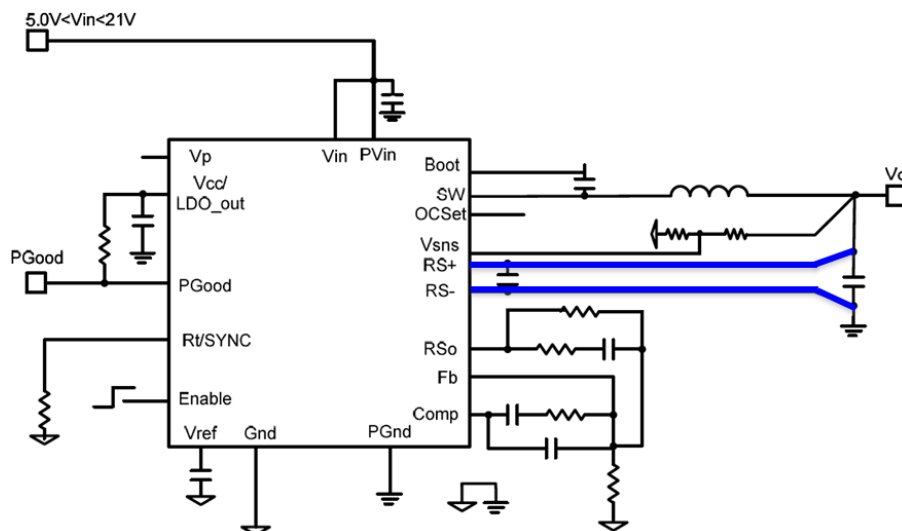 5.0V<Vin<21V
Vp
Vin
PVin
Boot
Vcc/
LDO_out
SW
OCSet
Vsns
PGood
RS+
PGood
RS-
Rt/SYNC
RSo
Fb
Enable
Comp
Vref
Gnd
PGnd